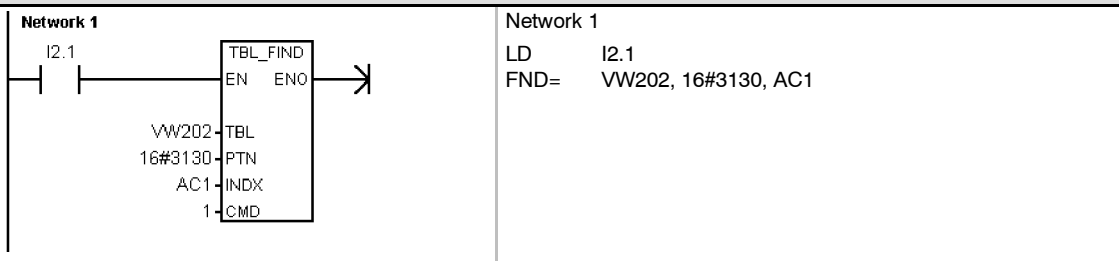 Network 1
I2.1
TBL_FIND
EN ENO
VW202 TBL
16#3130 PTN
AC1 INDX
1 CMD
Network 1
LD I2.1
FND= VW202, 16#3130, AC1